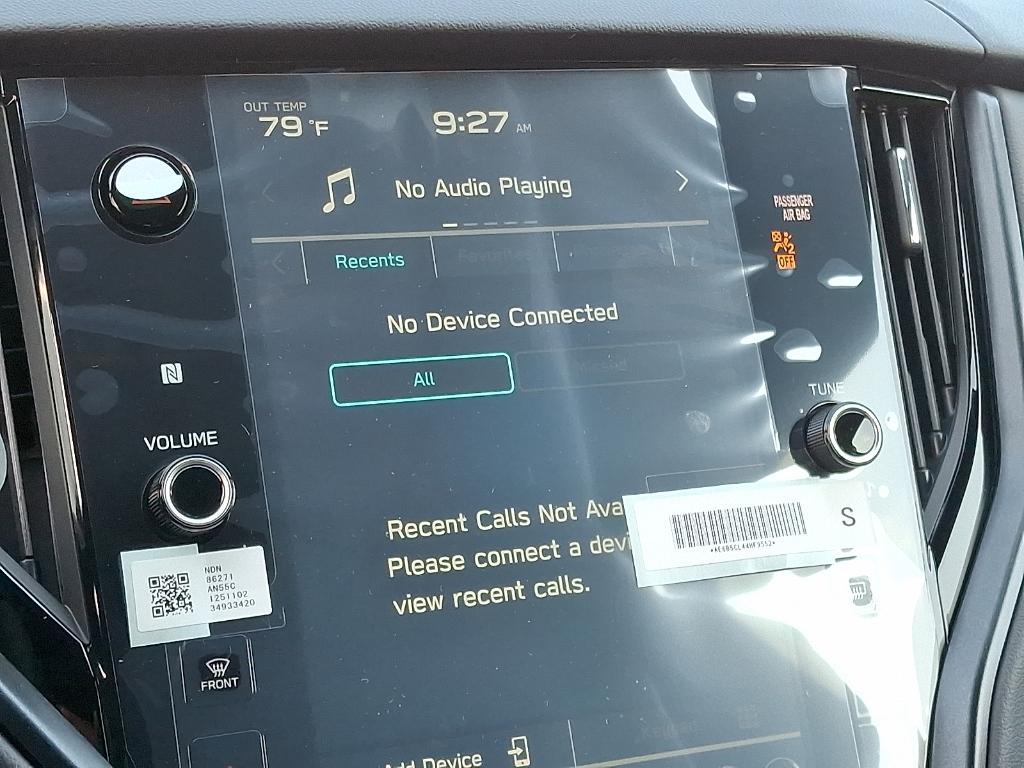 OUT TEMP
79 °F
9:27 AM
No Audio Playing
PASSENGER
AIR BAG
2
OFF
Recents
No Device Connected
All
TUNE
VOLUME
Recent Calls Not Ava
Please connect a devi
view recent calls.
S
NDN
86271
AN55C
1251102
34933420
FRONT
Add Device